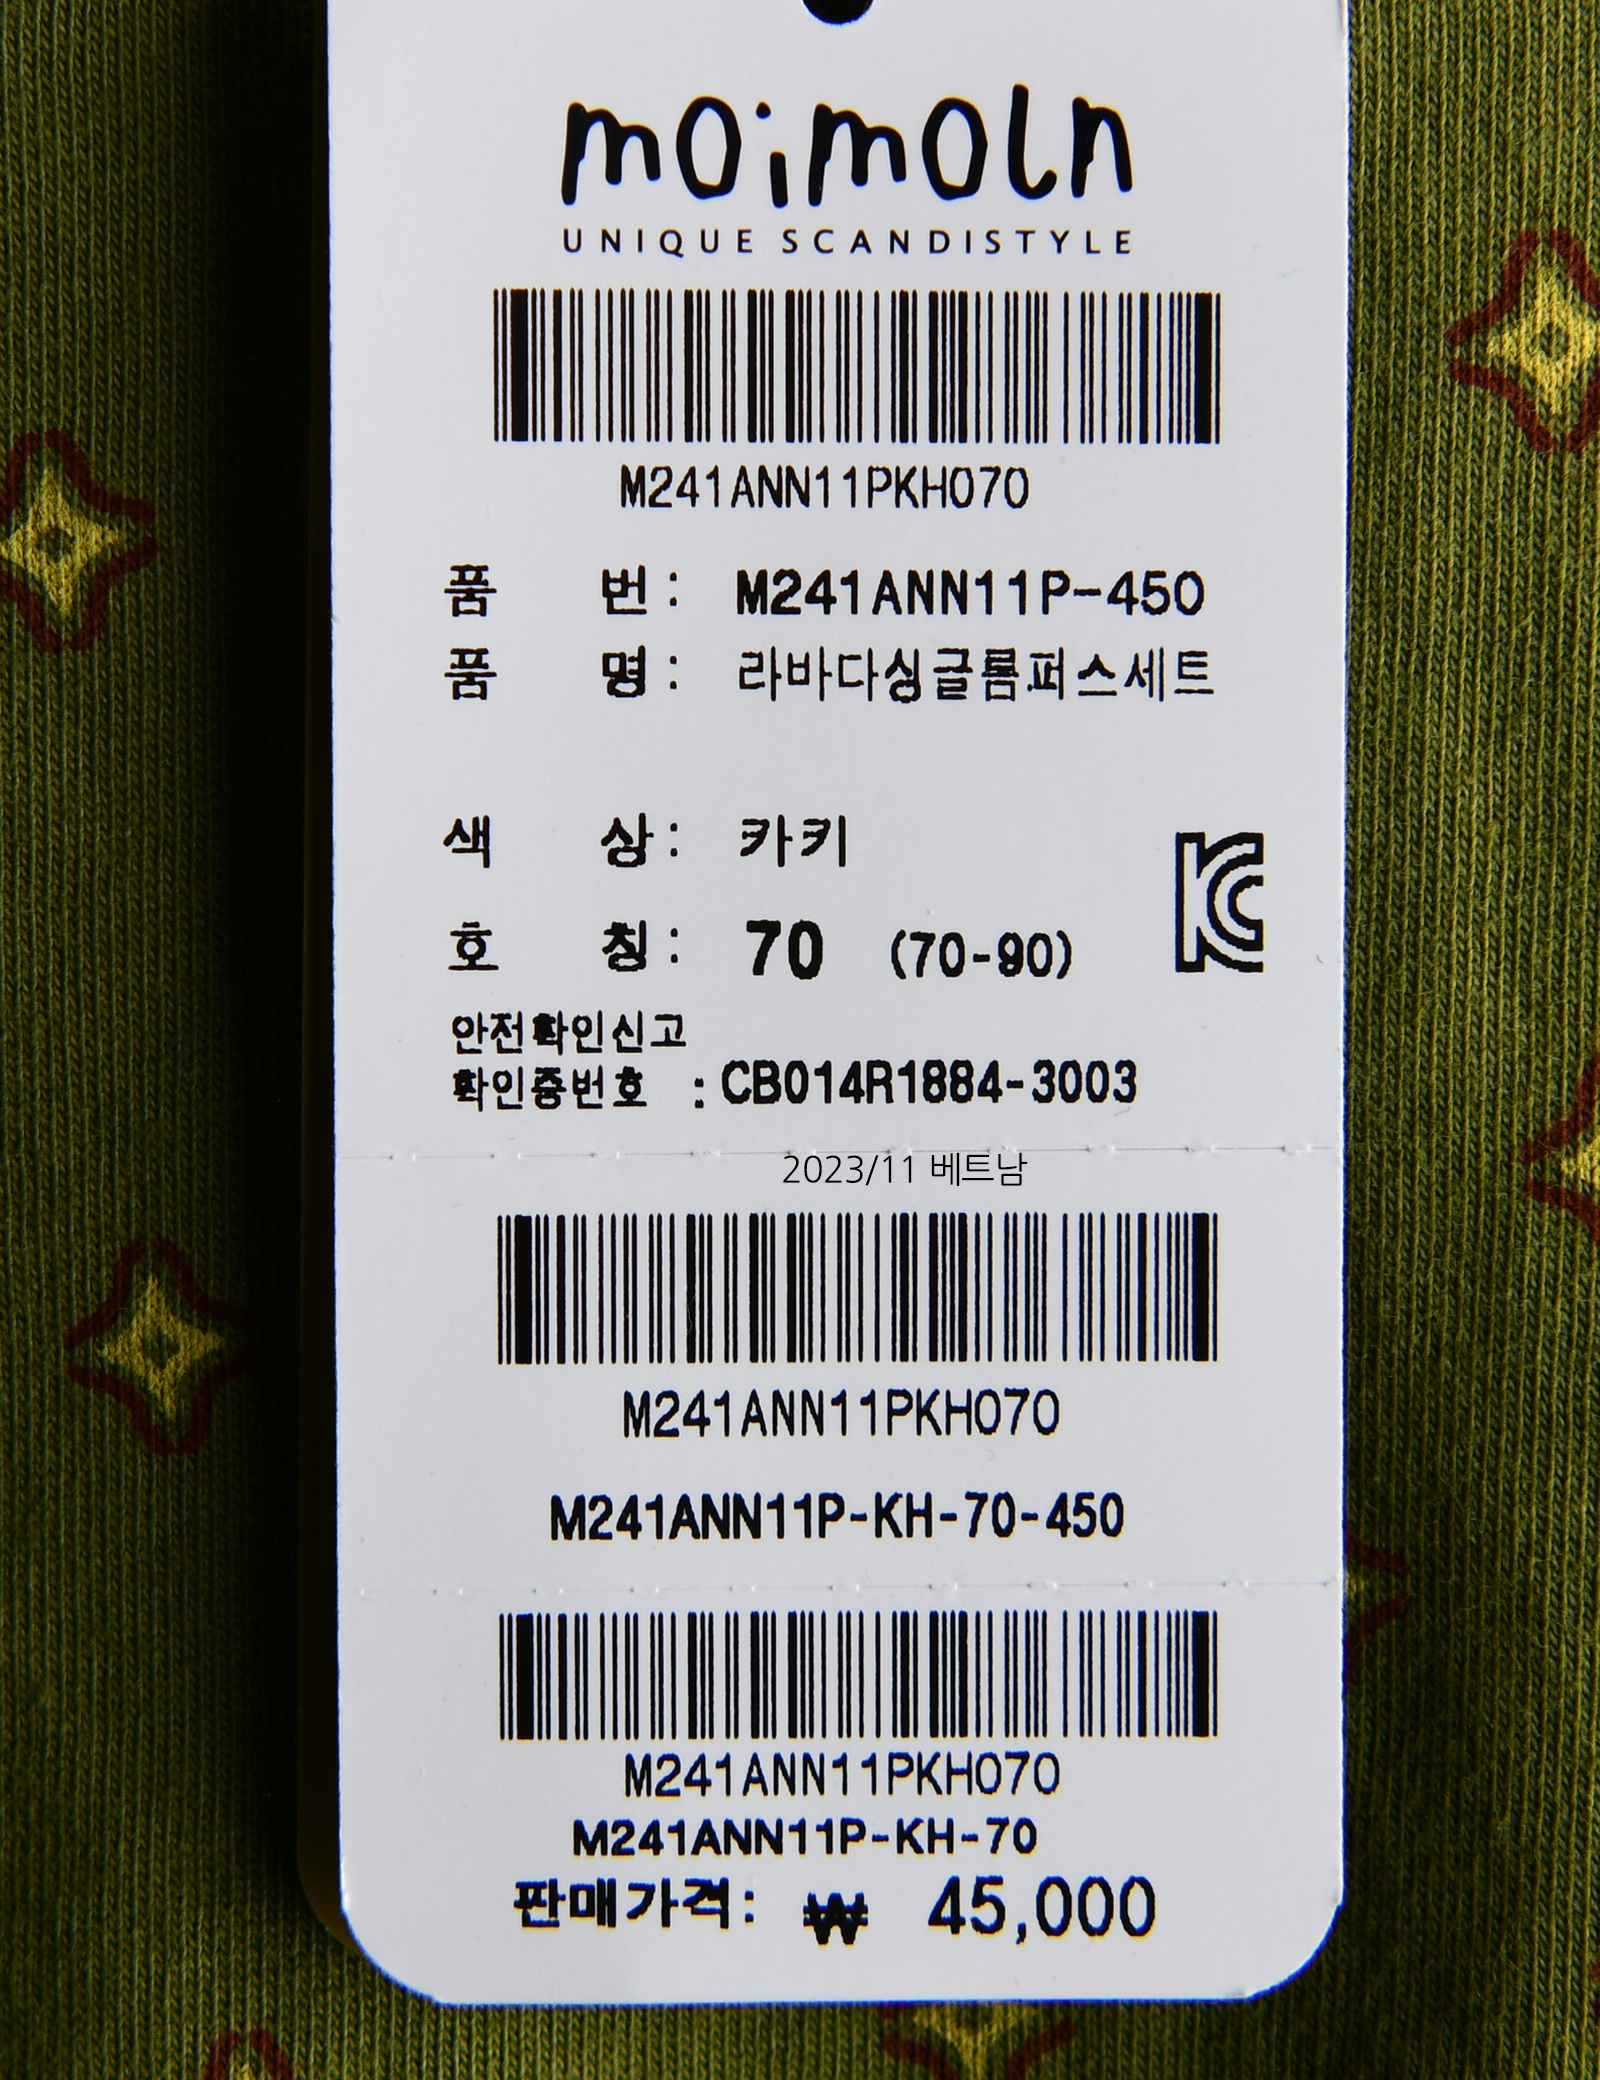 moimoln
UNIQUE SCANDISTYLE
M241ANN11PKH070
품 번 : M241ANN11P-450
품 명 : 라바다싱글롬퍼스세트
색 상 : 카키
호 칭 : 70 (70-90)
안전확인신고
확인증번호 : CB014R1884-3003
2023/11 베트남
M241ANN11PKH070
M241ANN11P-KH-70-450
M241ANN11PKH070
M241ANN11P-KH-70
판매가격: ₩ 45,000